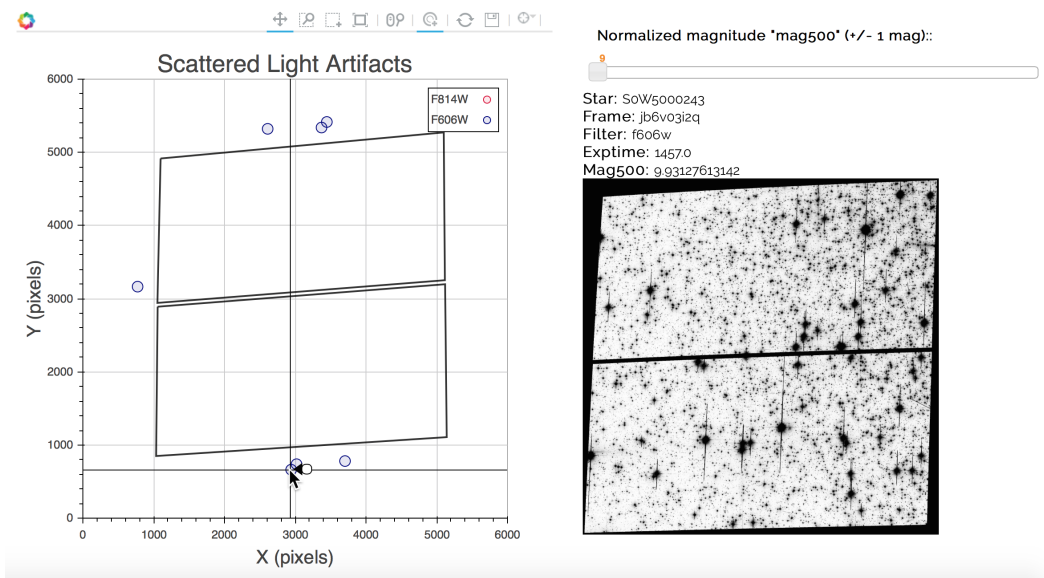 Scattered Light Artifacts
6000
5000
4000
3000
2000
1000
0
Y (pixels)
F814W
F606W
0
1000
2000
3000
4000
5000
6000
X (pixels)
Normalized magnitude "mag500" (+/- 1 mag)::
9
Star: SoW5000243
Frame: jb6v03i2q
Filter: f606w
Exptime: 1457.0
Mag500: 9.93127613142